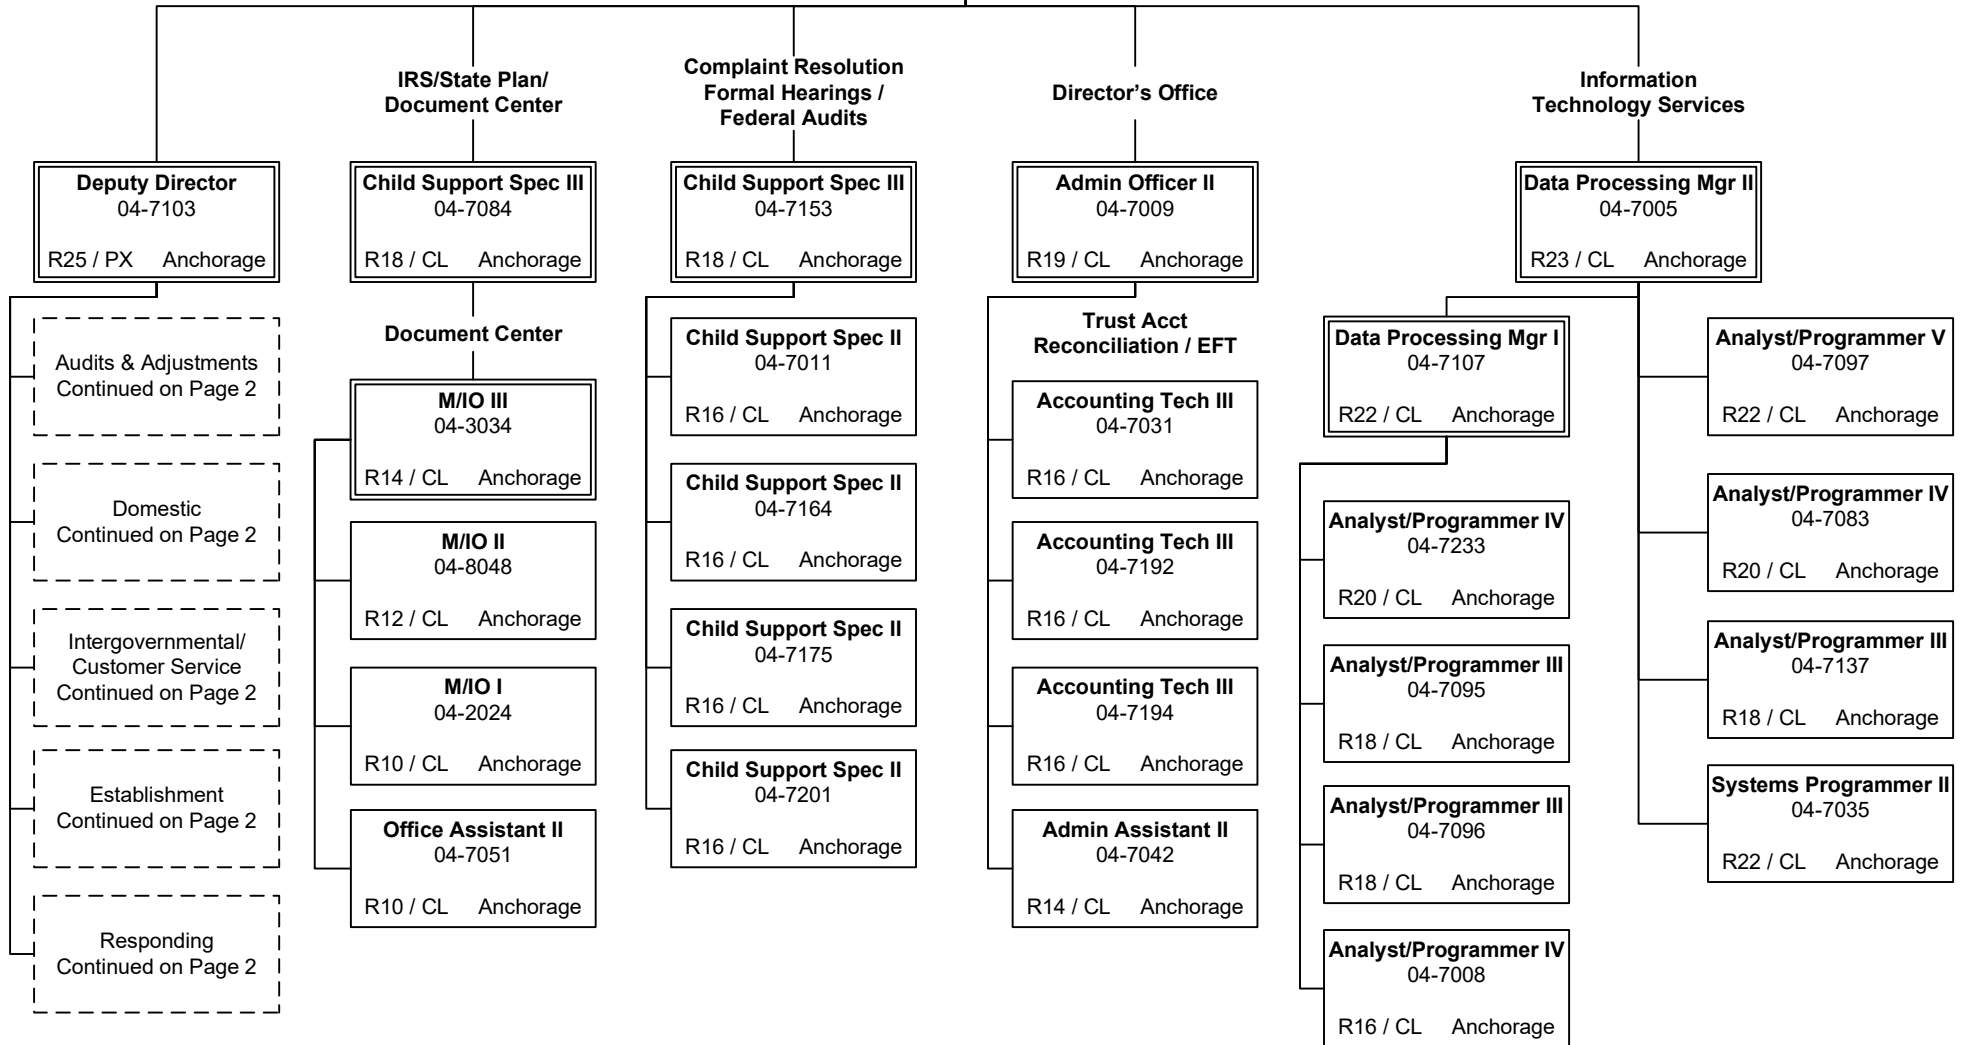 Deputy Director
04-7103
R25 / PX Anchorage
Audits & Adjustments
Continued on Page 2
Domestic
Continued on Page 2
Intergovernmental/
Customer Service
Continued on Page 2
Establishment
Continued on Page 2
Responding
Continued on Page 2
IRS/State Plan/
Document Center
Child Support Spec III
04-7084
R18 / CL Anchorage
Document Center
M/IO III
04-3034
R14 / CL Anchorage
M/IO II
04-8048
R12 / CL Anchorage
M/IO I
04-2024
R10 / CL Anchorage
Office Assistant II
04-7051
R10 / CL Anchorage
Complaint Resolution
Formal Hearings /
Federal Audits
Child Support Spec III
04-7153
R18 / CL Anchorage
Child Support Spec II
04-7011
R16 / CL Anchorage
Child Support Spec II
04-7164
R16 / CL Anchorage
Child Support Spec II
04-7175
R16 / CL Anchorage
Child Support Spec II
04-7201
R16 / CL Anchorage
Director’s Office
Admin Officer II
04-7009
R19 / CL Anchorage
Trust Acct
Reconciliation / EFT
Accounting Tech III
04-7031
R16 / CL Anchorage
Accounting Tech III
04-7192
R16 / CL Anchorage
Accounting Tech III
04-7194
R16 / CL Anchorage
Admin Assistant II
04-7042
R14 / CL Anchorage
Information
Technology Services
Data Processing Mgr II
04-7005
R23 / CL Anchorage
Data Processing Mgr I
04-7107
R22 / CL Anchorage
Analyst/Programmer IV
04-7233
R20 / CL Anchorage
Analyst/Programmer III
04-7095
R18 / CL Anchorage
Analyst/Programmer III
04-7096
R18 / CL Anchorage
Analyst/Programmer IV
04-7008
R16 / CL Anchorage
Analyst/Programmer V
04-7097
R22 / CL Anchorage
Analyst/Programmer IV
04-7083
R20 / CL Anchorage
Analyst/Programmer III
04-7137
R18 / CL Anchorage
Systems Programmer II
04-7035
R22 / CL Anchorage